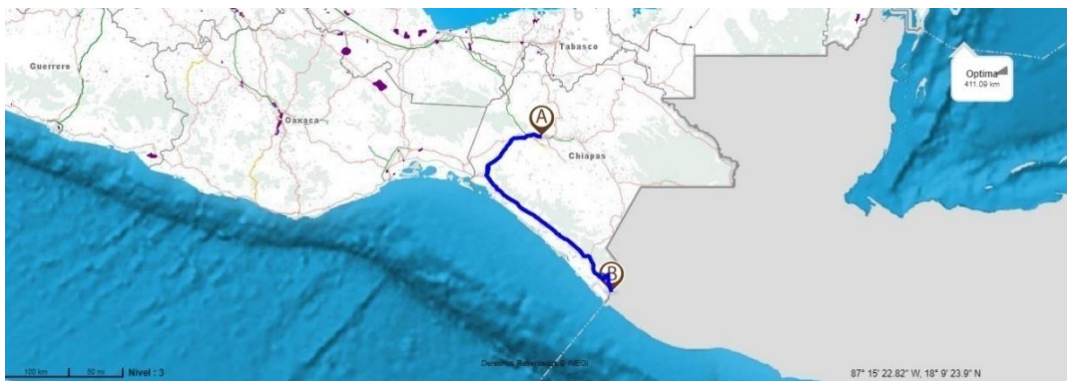 Tabasco
Guerrero
Optima
411.09 km
A
Oaxaca
Chiapas
B
Derechos Reservados © INEGI
100 km
50 mi
Nivel : 3
87° 15' 22.82" W, 18° 9' 23.9" N